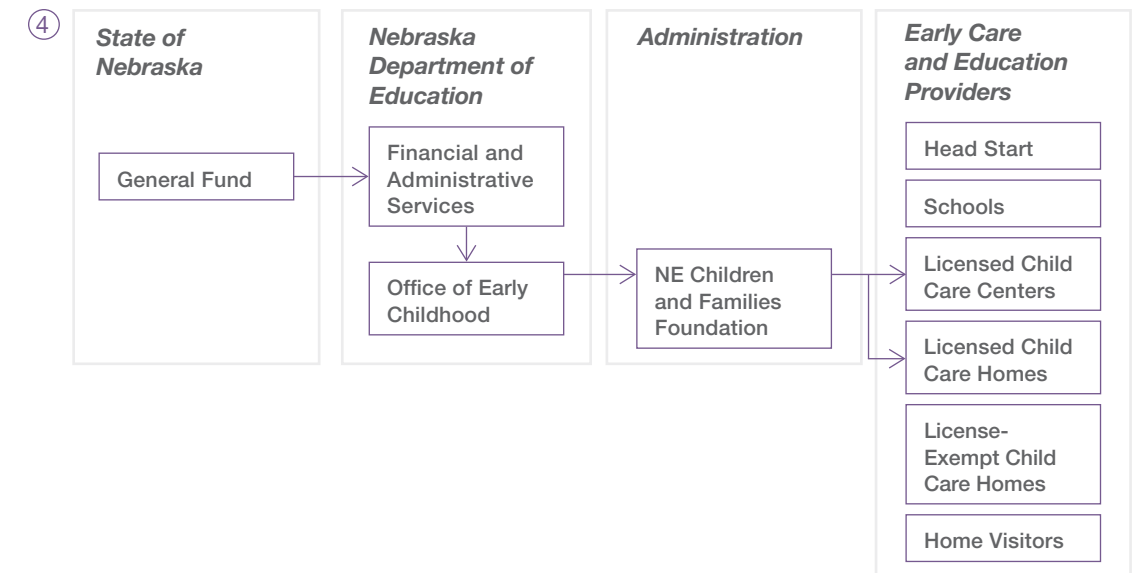 4
State of
Nebraska
General Fund
Nebraska
Department of
Education
Financial and
Administrative
Services
Office of Early
Childhood
Administration
NE Children
and Families
Foundation
Early Care
and Education
Providers
Head Start
Schools
Licensed Child
Care Centers
Licensed Child
Care Homes
License-
Exempt Child
Care Homes
Home Visitors